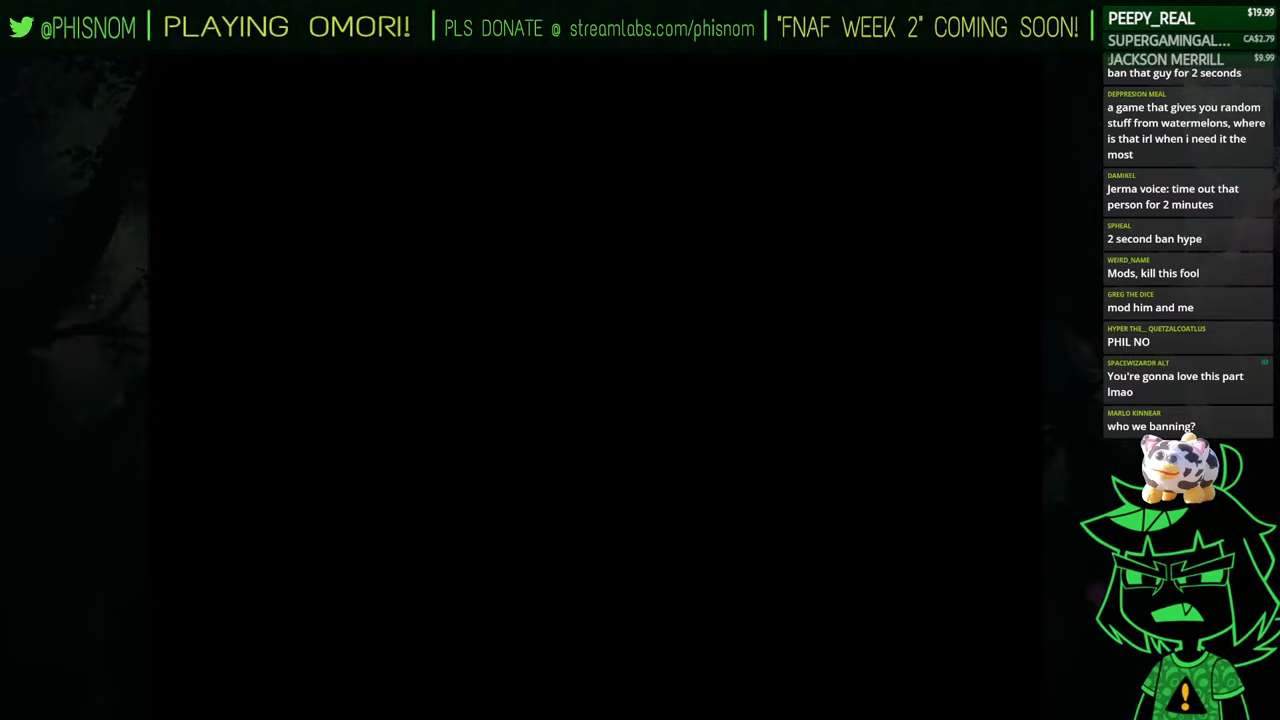 @PHISNOM | PLAYING OMORI! | PLS DONATE @ streamlabs.com/phisnom | "FNAF WEEK 2" COMING SOON! |
PEEPY_REAL $19.99
SUPERGAMINGAL... CA$2.79
JACKSON MERRILL $9.99
ban that guy for 2 seconds
DEPPRESION MEAL
a game that gives you random
stuff from watermelons, where
is that irl when i need it the
most
DAMIKEL
Jerma voice: time out that
person for 2 minutes
SPHEAL
2 second ban hype
WEIRD_NAME
Mods, kill this fool
GREG THE DICE
mod him and me
HYPER THE__ QUETZALCOATLUS
PHIL NO
SPACEWIZARDR ALT
You're gonna love this part
lmao
MARLO KINNEAR
who we banning?
!